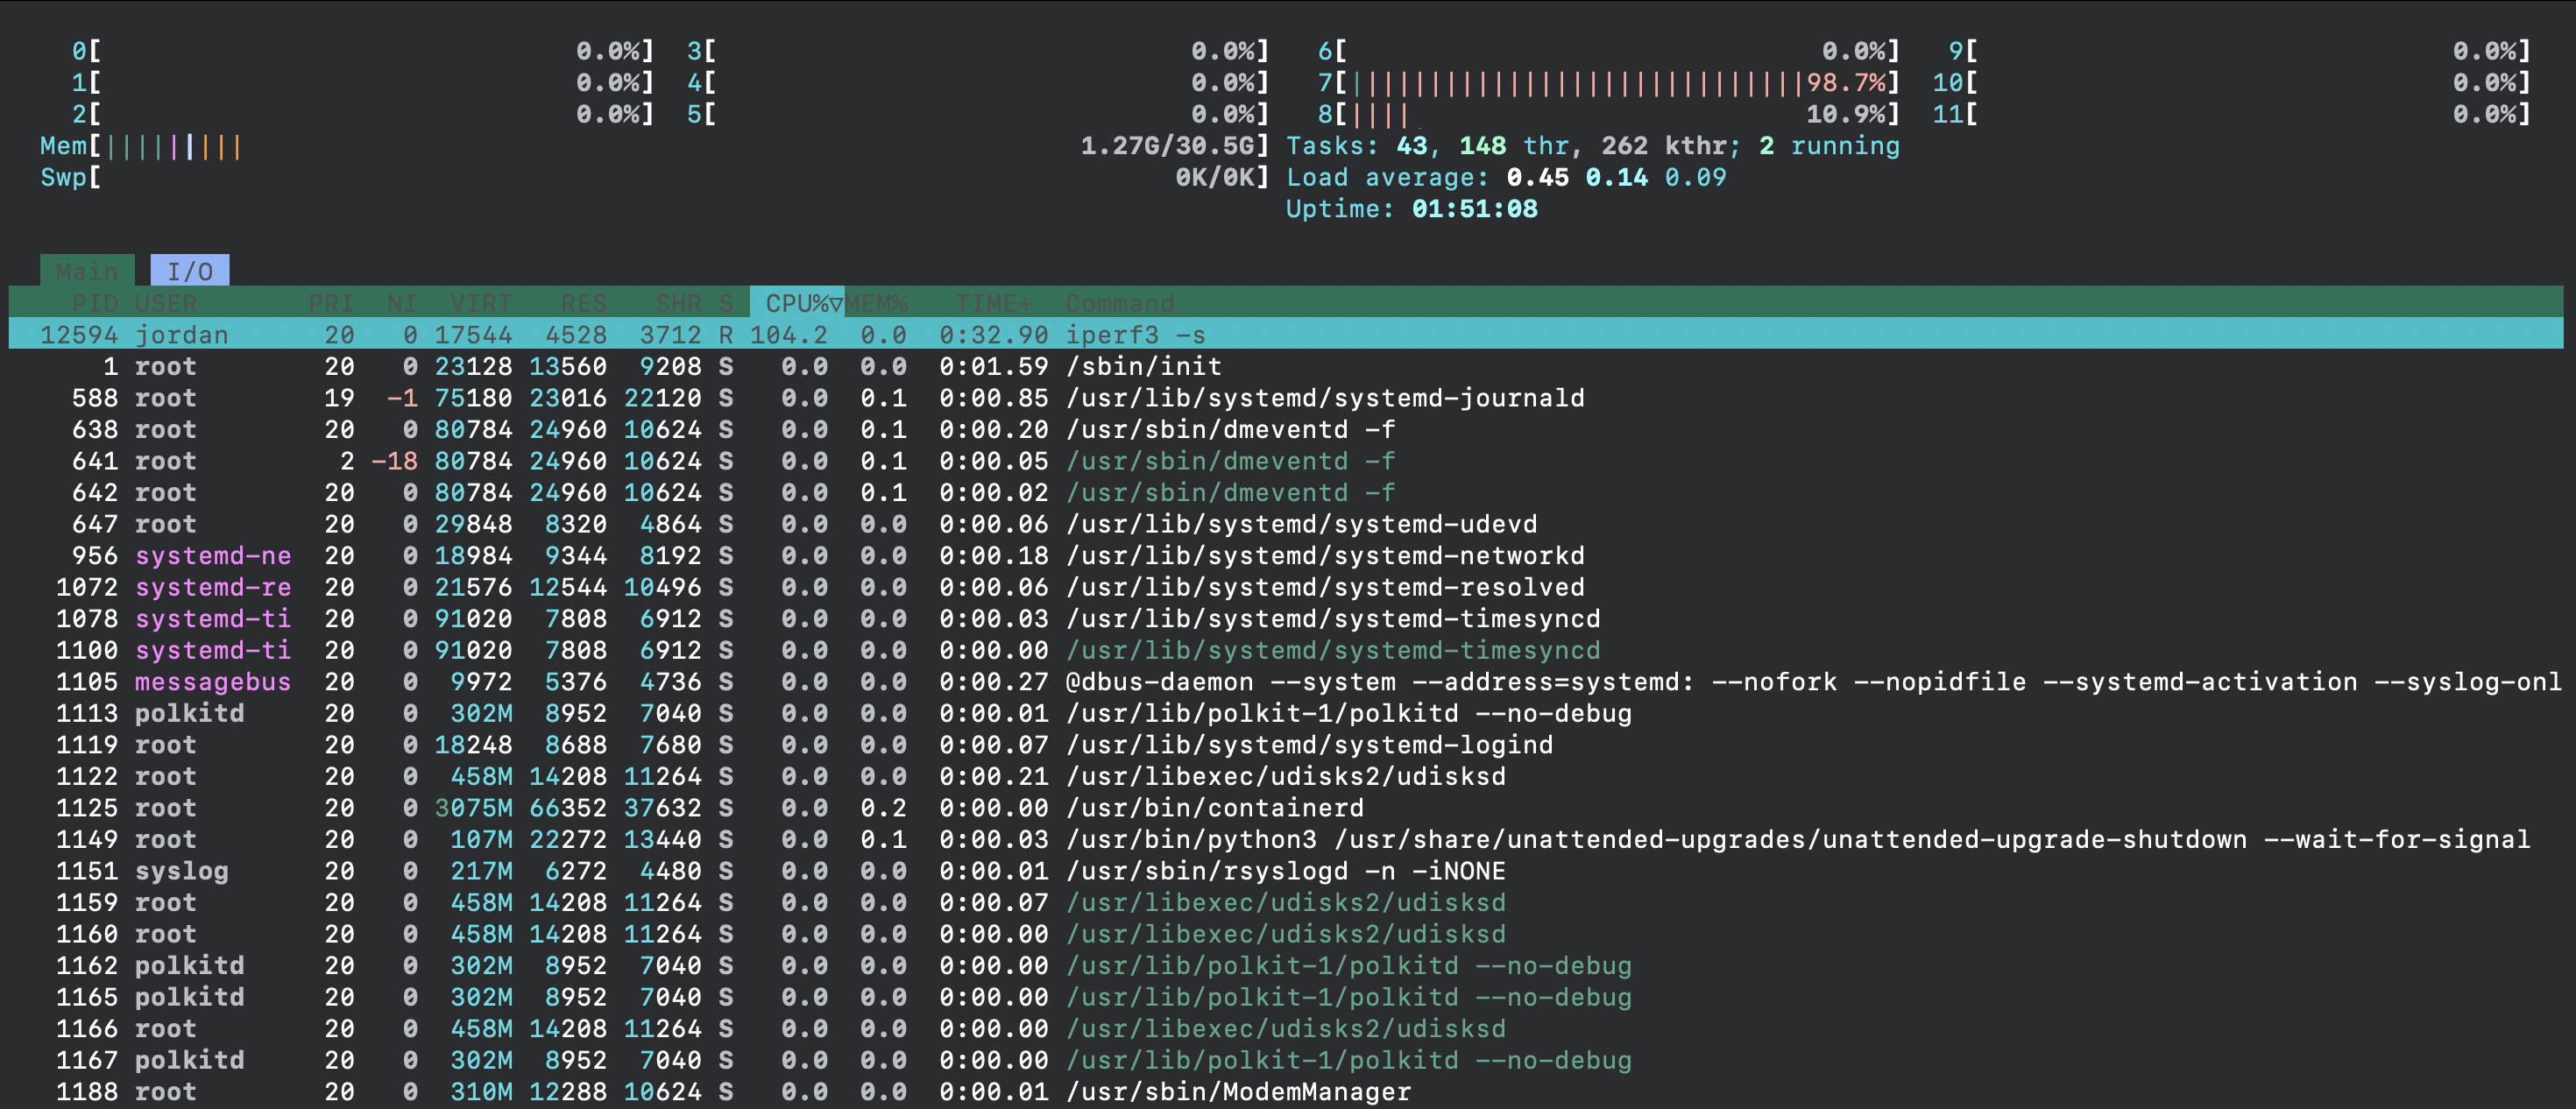 0[ 0.0%] 3[ 0.0%] 6[ 0.0%] 9[ 0.0%]
1[ 0.0%] 4[ 0.0%] 7[|||||||||||||||||||||||||||||98.7%] 10[ 0.0%]
2[ 0.0%] 5[ 0.0%] 8[|||| 10.9%] 11[ 0.0%]
Mem[||||||||| 1.27G/30.5G] Tasks: 43, 148 thr, 262 kthr; 2 running
Swp[ 0K/0K] Load average: 0.45 0.14 0.09
Uptime: 01:51:08
Main I/O
PID USER PRI NI VIRT RES SHR S CPU%▽MEM% TIME+ Command
12594 jordan 20 0 17544 4528 3712 R 104.2 0.0 0:32.90 iperf3 -s
1 root 20 0 23128 13560 9208 S 0.0 0.0 0:01.59 /sbin/init
588 root 19 -1 75180 23016 22120 S 0.0 0.1 0:00.85 /usr/lib/systemd/systemd-journald
638 root 20 0 80784 24960 10624 S 0.0 0.1 0:00.20 /usr/sbin/dmeventd -f
641 root 2 -18 80784 24960 10624 S 0.0 0.1 0:00.05 /usr/sbin/dmeventd -f
642 root 20 0 80784 24960 10624 S 0.0 0.1 0:00.02 /usr/sbin/dmeventd -f
647 root 20 0 29848 8320 4864 S 0.0 0.0 0:00.06 /usr/lib/systemd/systemd-udevd
956 systemd-ne 20 0 18984 9344 8192 S 0.0 0.0 0:00.18 /usr/lib/systemd/systemd-networkd
1072 systemd-re 20 0 21576 12544 10496 S 0.0 0.0 0:00.06 /usr/lib/systemd/systemd-resolved
1078 systemd-ti 20 0 91020 7808 6912 S 0.0 0.0 0:00.03 /usr/lib/systemd/systemd-timesyncd
1100 systemd-ti 20 0 91020 7808 6912 S 0.0 0.0 0:00.00 /usr/lib/systemd/systemd-timesyncd
1105 messagebus 20 0 9972 5376 4736 S 0.0 0.0 0:00.27 @dbus-daemon --system --address=systemd: --nofork --nopidfile --systemd-activation --syslog-onl
1113 polkitd 20 0 302M 8952 7040 S 0.0 0.0 0:00.01 /usr/lib/polkit-1/polkitd --no-debug
1119 root 20 0 18248 8688 7680 S 0.0 0.0 0:00.07 /usr/lib/systemd/systemd-logind
1122 root 20 0 458M 14208 11264 S 0.0 0.0 0:00.21 /usr/libexec/udisks2/udisksd
1125 root 20 0 3075M 66352 37632 S 0.0 0.2 0:00.00 /usr/bin/containerd
1149 root 20 0 107M 22272 13440 S 0.0 0.1 0:00.03 /usr/bin/python3 /usr/share/unattended-upgrades/unattended-upgrade-shutdown --wait-for-signal
1151 syslog 20 0 217M 6272 4480 S 0.0 0.0 0:00.01 /usr/sbin/rsyslogd -n -iNONE
1159 root 20 0 458M 14208 11264 S 0.0 0.0 0:00.07 /usr/libexec/udisks2/udisksd
1160 root 20 0 458M 14208 11264 S 0.0 0.0 0:00.00 /usr/libexec/udisks2/udisksd
1162 polkitd 20 0 302M 8952 7040 S 0.0 0.0 0:00.00 /usr/lib/polkit-1/polkitd --no-debug
1165 polkitd 20 0 302M 8952 7040 S 0.0 0.0 0:00.00 /usr/lib/polkit-1/polkitd --no-debug
1166 root 20 0 458M 14208 11264 S 0.0 0.0 0:00.00 /usr/libexec/udisks2/udisksd
1167 polkitd 20 0 302M 8952 7040 S 0.0 0.0 0:00.00 /usr/lib/polkit-1/polkitd --no-debug
1188 root 20 0 310M 12288 10624 S 0.0 0.0 0:00.01 /usr/sbin/ModemManager